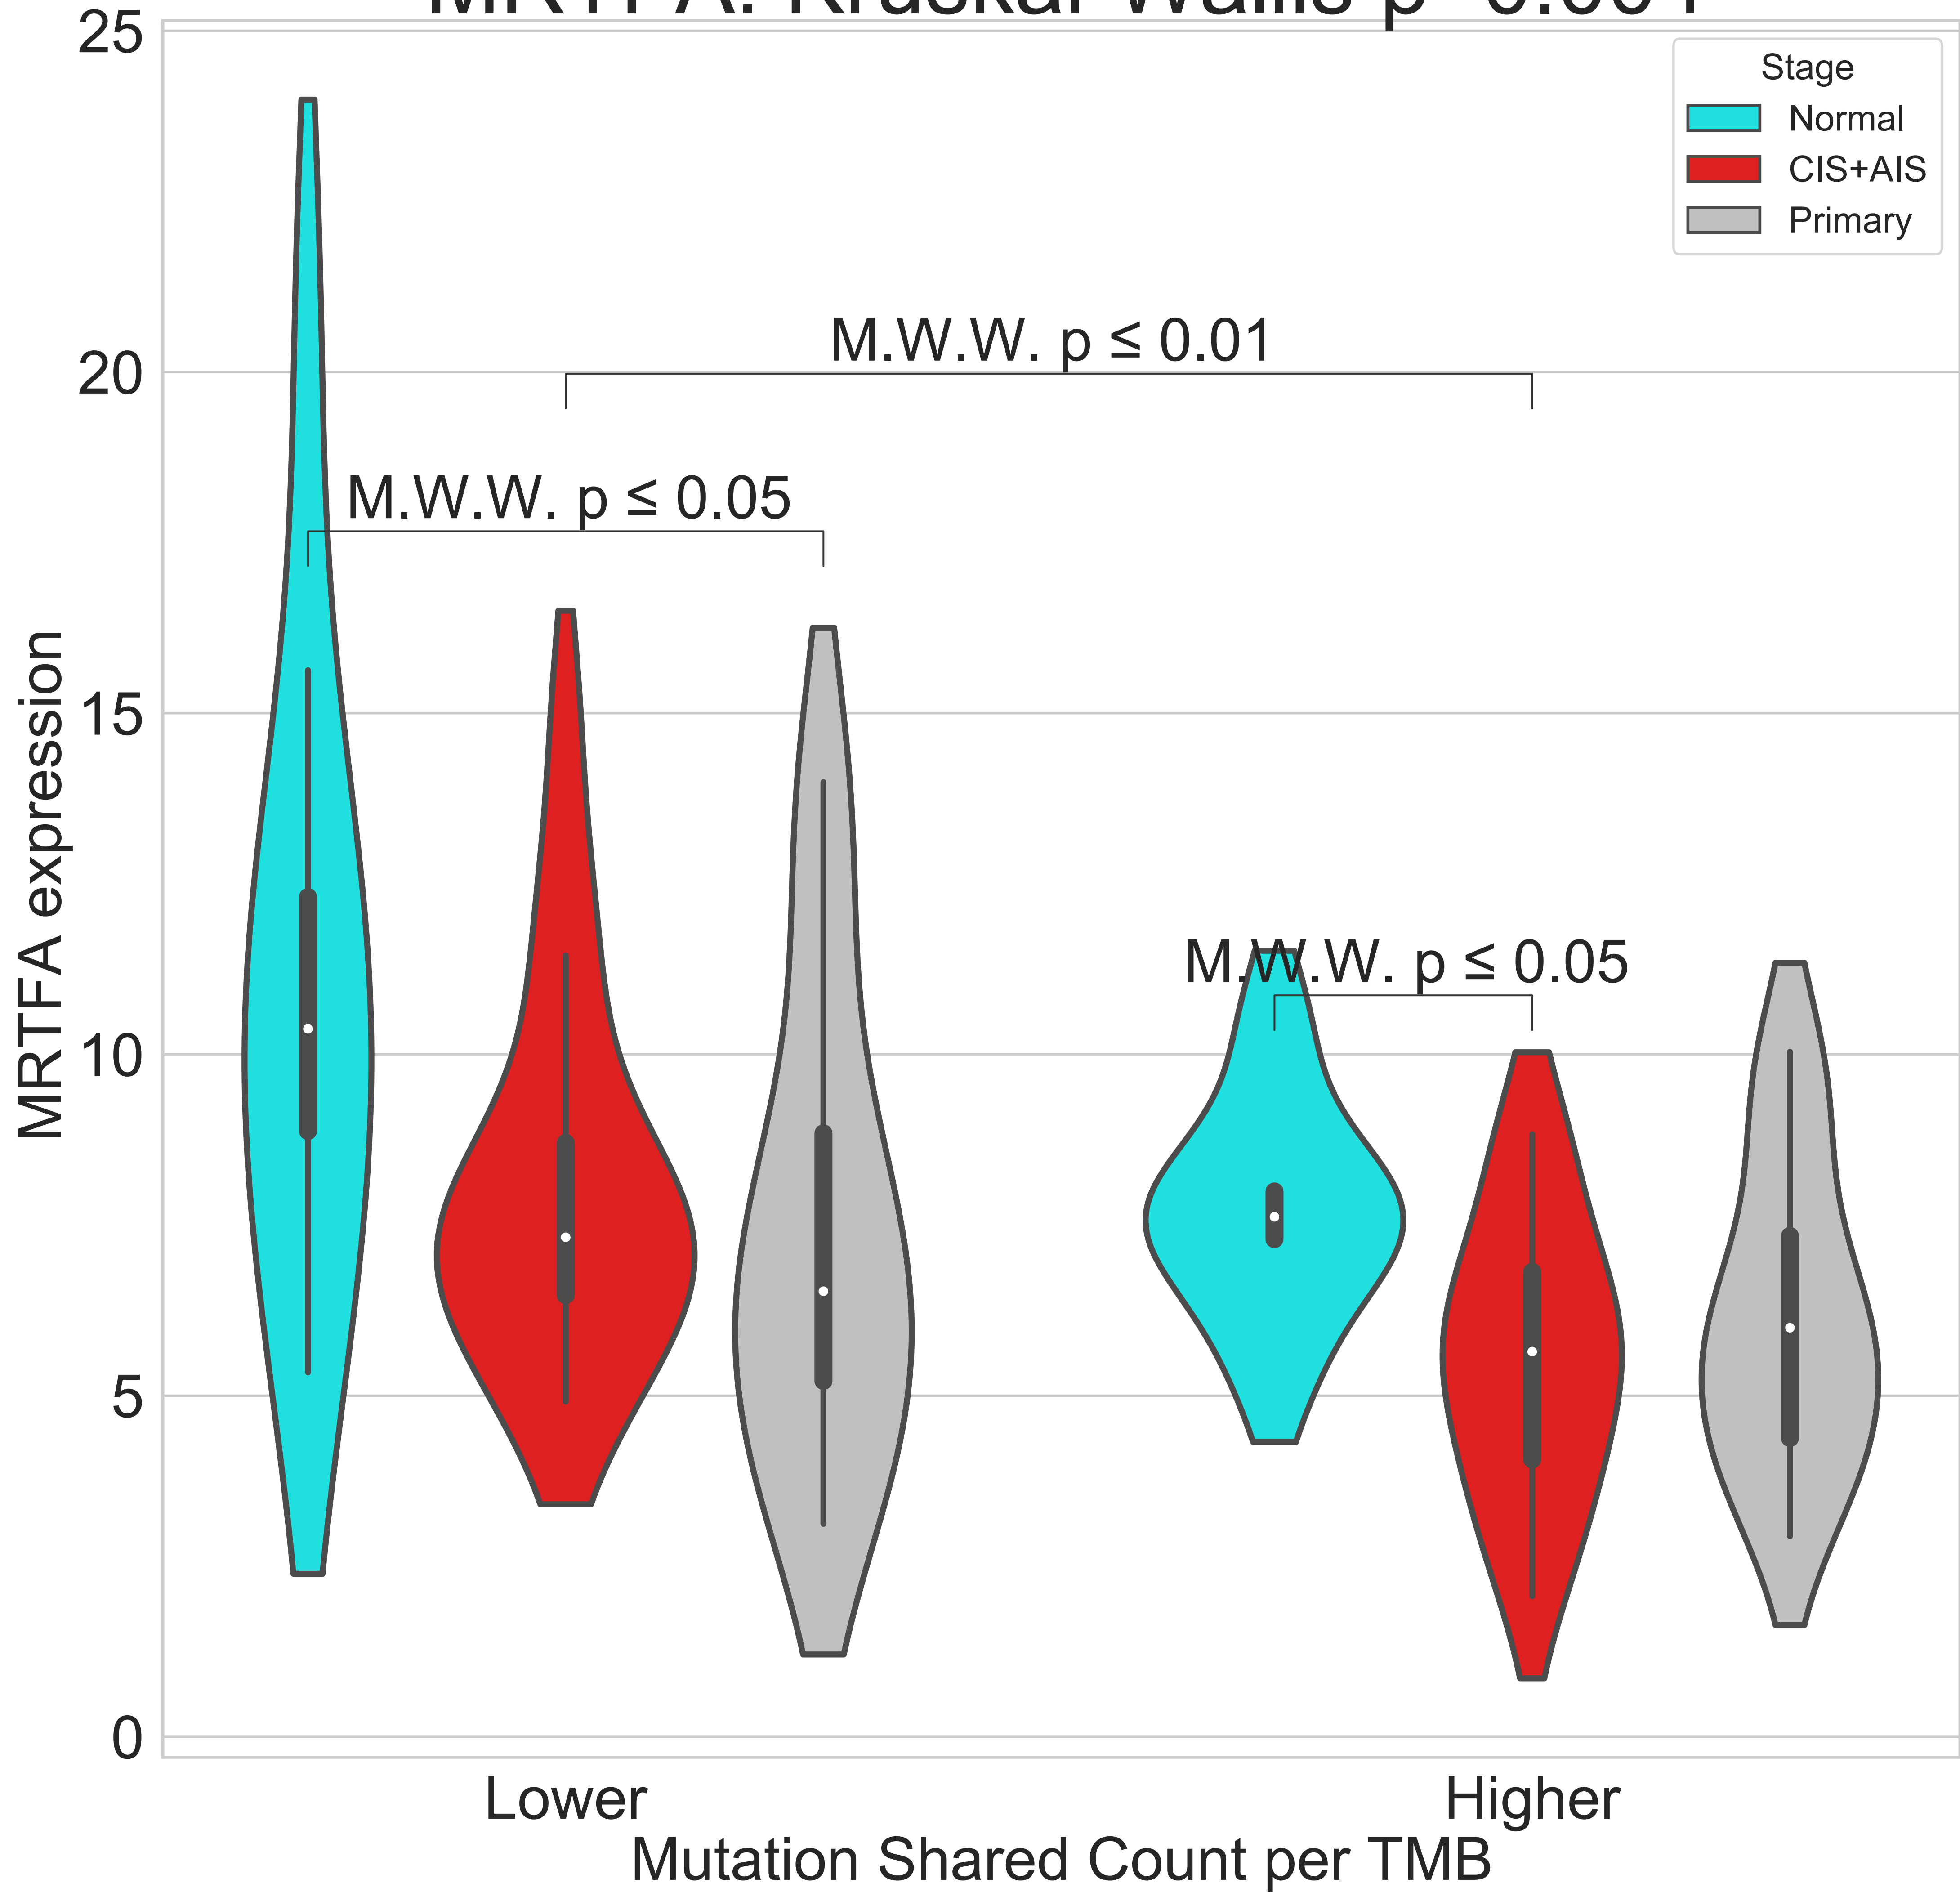 25
Stage
Normal
CIS+AIS
Primary
M.W.W. p ≤ 0.01
20
M.W.W. p ≤ 0.05
15
MRTFA expression
M.W.W. p ≤ 0.05
10
5
0
Lower
Higher
Mutation Shared Count per TMB